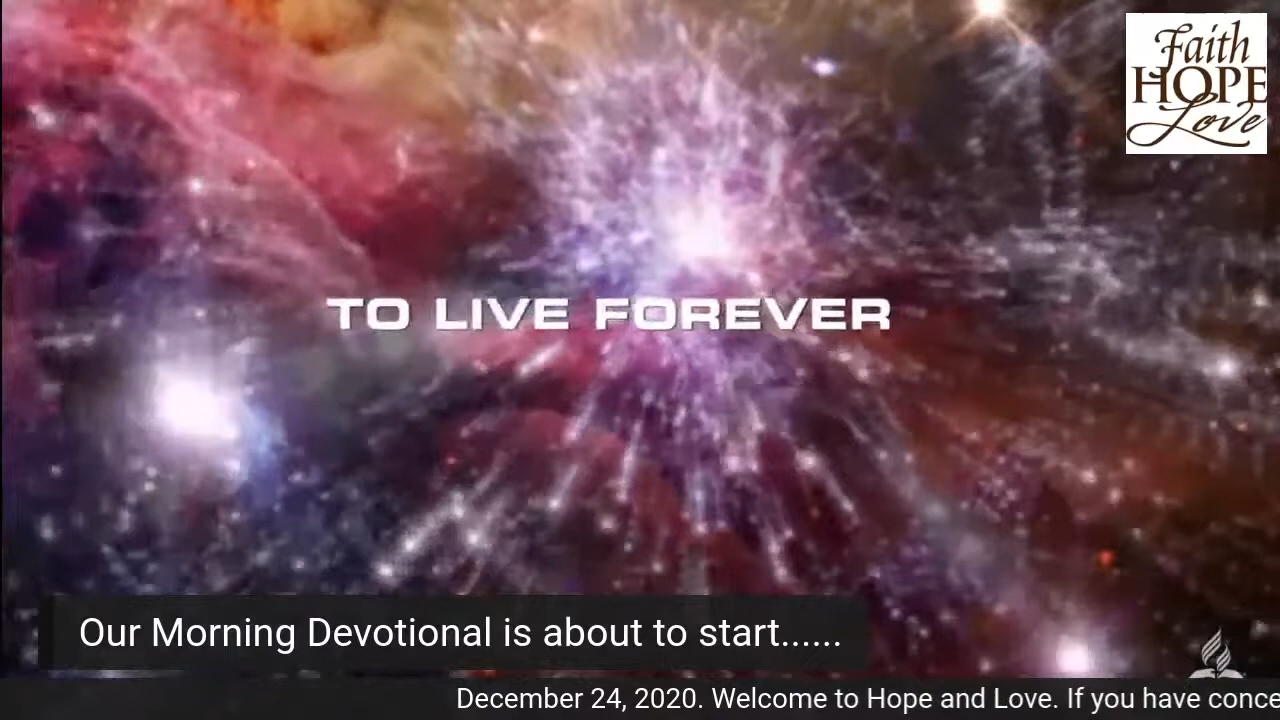 Faith
HOPE
Love
TO LIVE FOREVER
Our Morning Devotional is about to start......
December 24, 2020. Welcome to Hope and Love. If you have conce